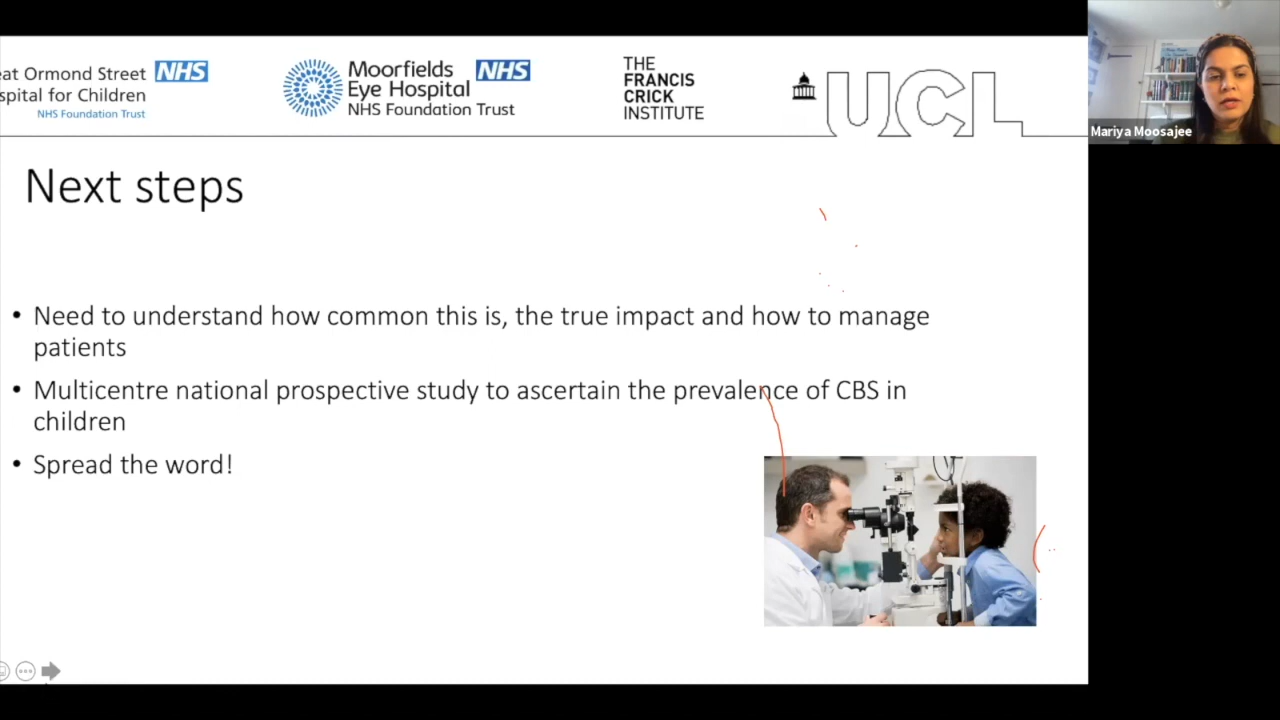 eat Ormond Street NHS
spital for Children
NHS Foundation Trust
Moorfields NHS
Eye Hospital
NHS Foundation Trust
THE
FRANCIS
CRICK
INSTITUTE
UCL
Mariya Moosajee
Next steps
• Need to understand how common this is, the true impact and how to manage
patients
• Multicentre national prospective study to ascertain the prevalence of CBS in
children
• Spread the word!